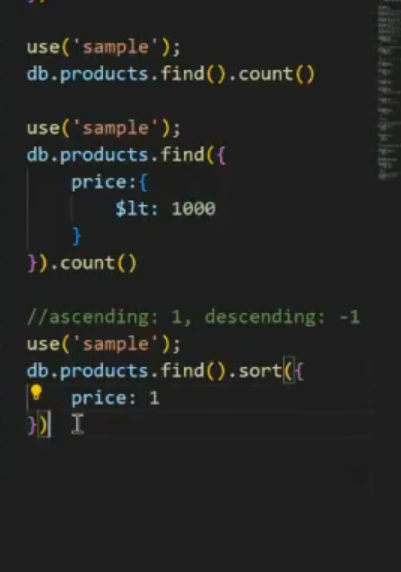 use('sample');
db.products.find().count()
use('sample');
db.products.find({
price:{
$lt: 1000
}
}).count()
//ascending: 1, descending: -1
use('sample');
db.products.find().sort({
price: 1
})